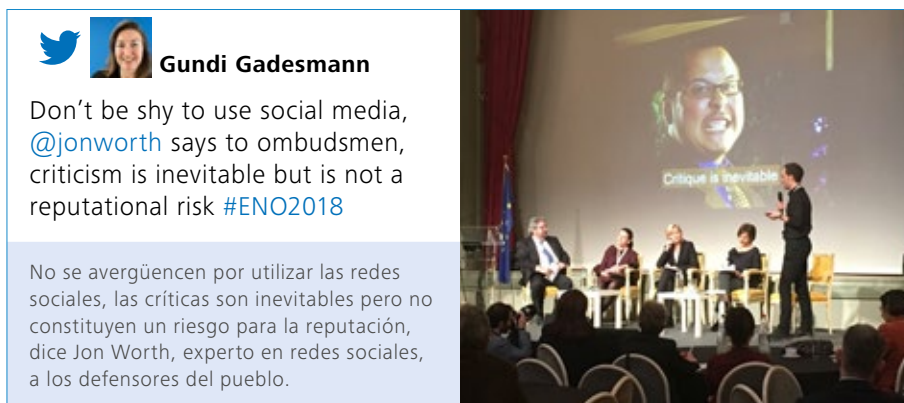 Gundi Gadesmann
Don't be shy to use social media,
@jonworth says to ombudsmen,
criticism is inevitable but is not a
reputational risk #ENO2018
No se avergüencen por utilizar las redes
sociales, las críticas son inevitables pero no
constituyen un riesgo para la reputación,
dice Jon Worth, experto en redes sociales,
a los defensores del pueblo.
Critique is inevitable